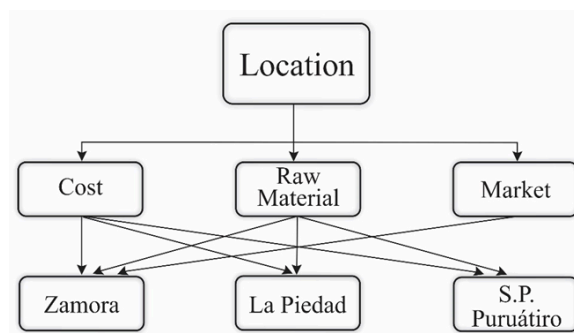 Location
Cost
Raw
Material
Market
Zamora
La Piedad
S.P.
Puruátiro